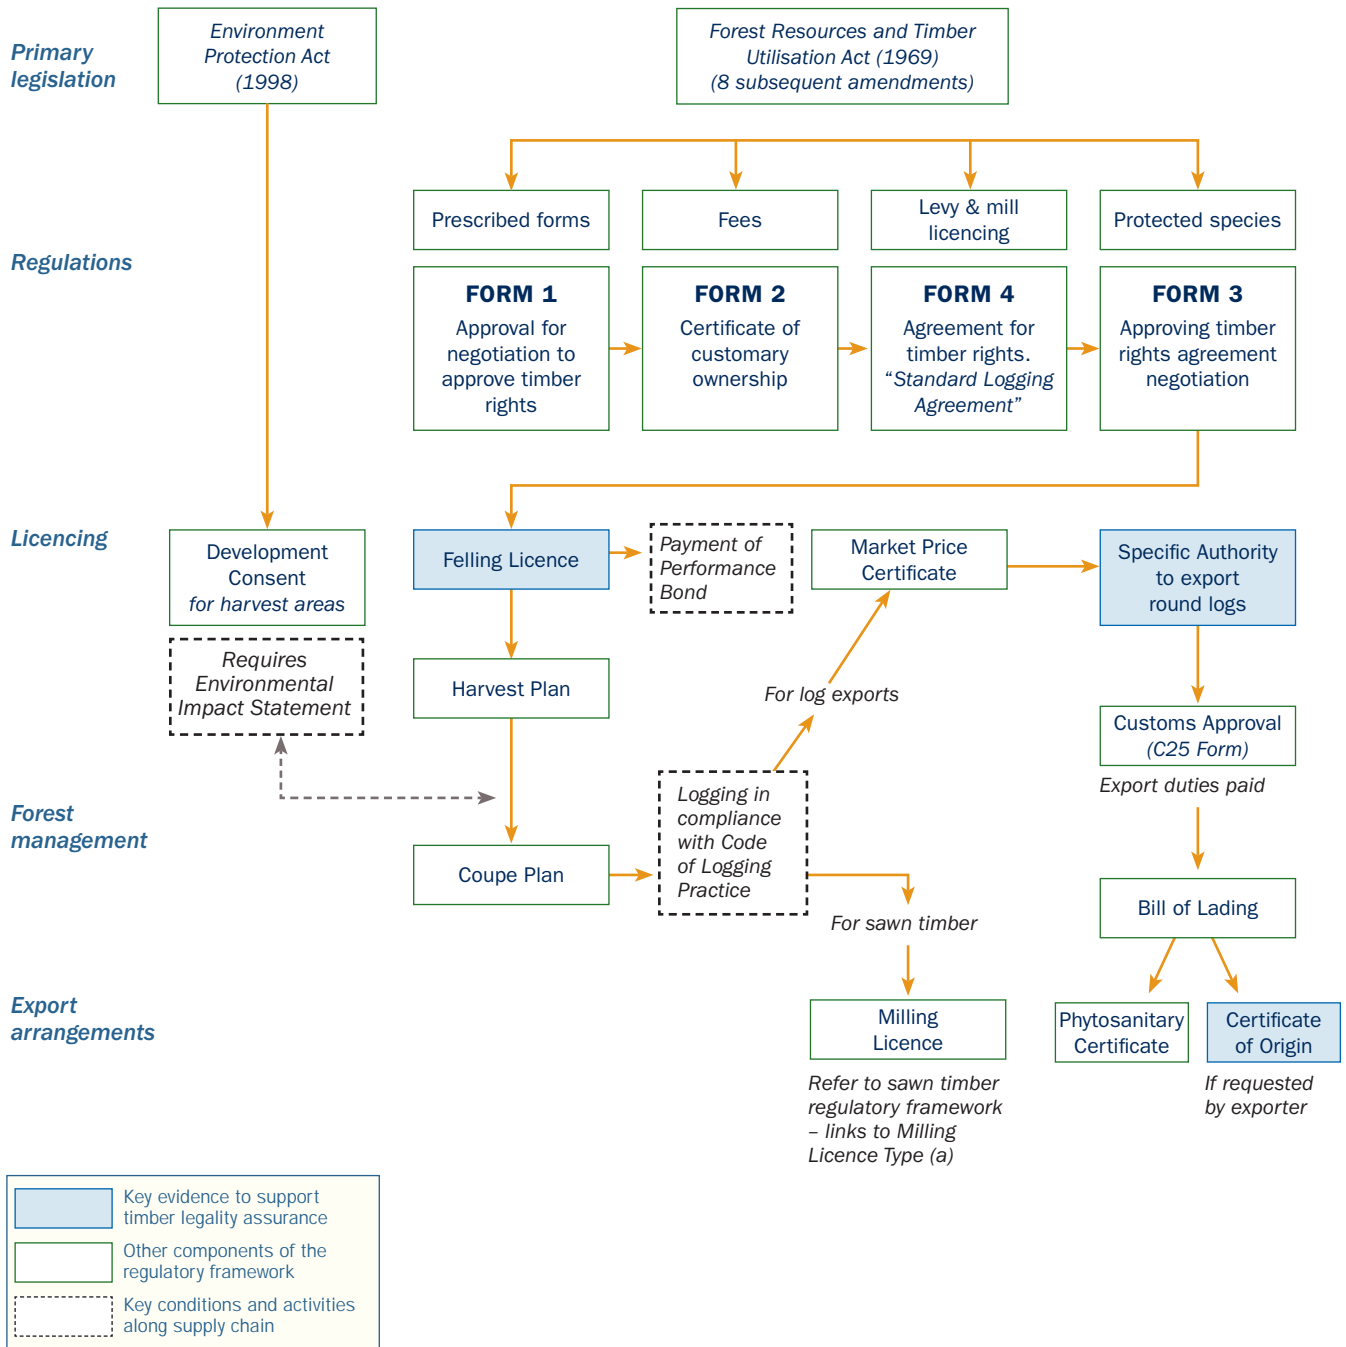 Primary
legislation
Environment
Protection Act
(1998)
Forest Resources and Timber
Utilisation Act (1969)
(8 subsequent amendments)
Regulations
Prescribed forms
Fees
Levy & mill
licencing
Protected species
FORM 1
Approval for
negotiation to
approve timber
rights
FORM 2
Certificate of
customary
ownership
FORM 4
Agreement for
timber rights.
“Standard Logging
Agreement”
FORM 3
Approving timber
rights agreement
negotiation
Licencing
Development
Consent
for harvest areas
Requires
Environmental
Impact Statement
Felling Licence
Payment of
Performance
Bond
Market Price
Certificate
Specific Authority
to export
round logs
Harvest Plan
For log exports
Customs Approval
(C25 Form)
Export duties paid
Forest
management
Coupe Plan
Logging in
compliance
with Code
of Logging
Practice
For sawn timber
Bill of Lading
Export
arrangements
Milling
Licence
Refer to sawn timber
regulatory framework
– links to Milling
Licence Type (a)
Phytosanitary
Certificate
Certificate
of Origin
If requested
by exporter
Key evidence to support
timber legality assurance
Other components of the
regulatory framework
Key conditions and activities
along supply chain